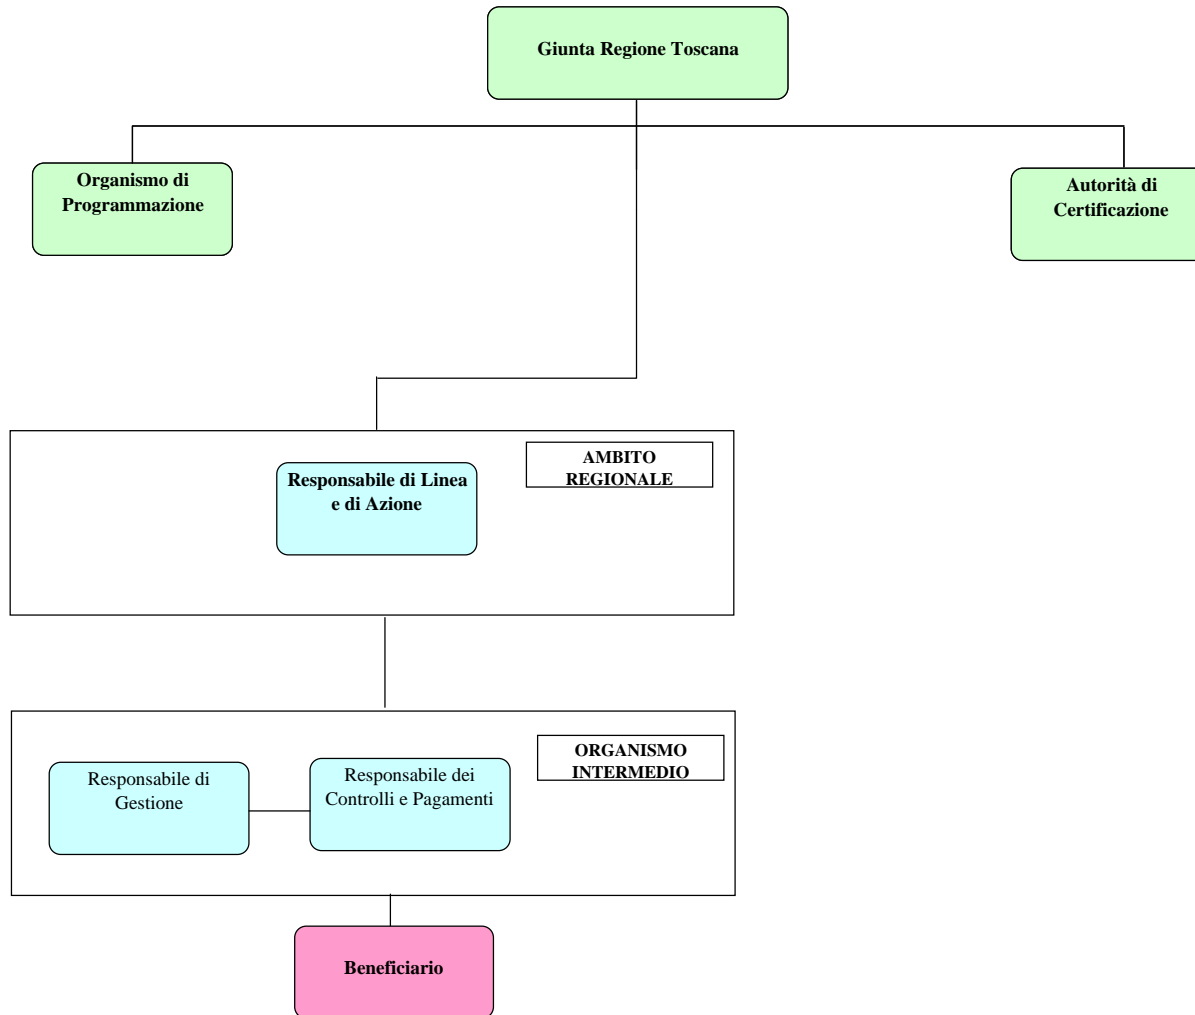 Giunta Regione Toscana
Organismo di
Programmazione
Autorità di
Certificazione
AMBITO
REGIONALE
Responsabile di Linea
e di Azione
ORGANISMO
INTERMEDIO
Responsabile di
Gestione
Responsabile dei
Controlli e Pagamenti
Beneficiario